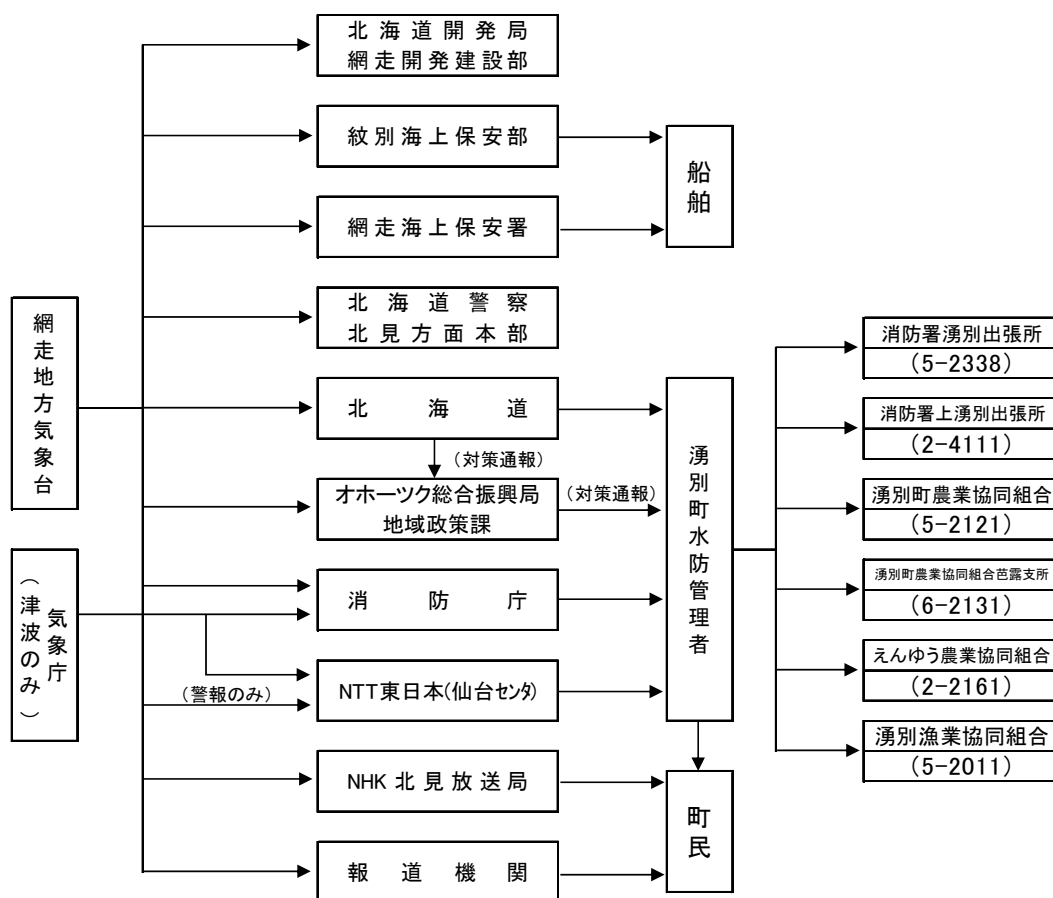 網走地方気象台
気象庁
（津波のみ）
北海道開発局
網走開発建設部
紋別海上保安部
網走海上保安署
北海道警察
北見方面本部
北海道
（対策通報）
オホーツク総合振興局
地域政策課
（対策通報）
消防庁
（警報のみ）
NTT東日本(仙台センタ)
NHK北見放送局
報道機関
船舶
湧別町水防管理者
町民
消防署湧別出張所
（5-2338）
消防署上湧別出張所
（2-4111）
湧別町農業協同組合
（5-2121）
湧別町農業協同組合芭露支所
（6-2131）
えんゆう農業協同組合
（2-2161）
湧別漁業協同組合
（5-2011）